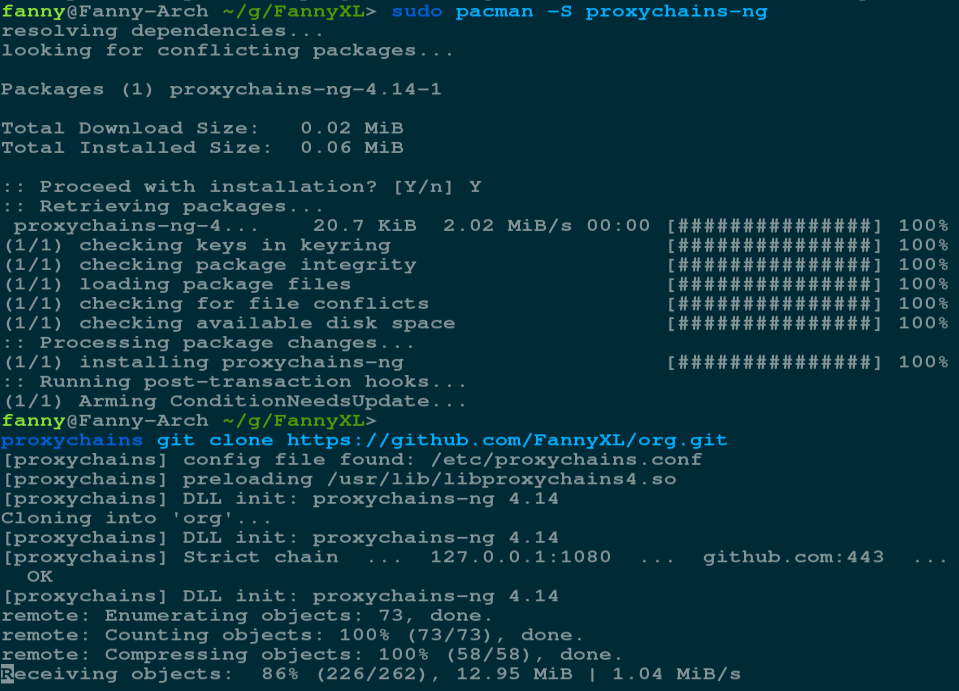 fanny@Fanny-Arch ~/g/FannyXL> sudo pacman -S proxychains-ng
resolving dependencies...
looking for conflicting packages...
Packages (1) proxychains-ng-4.14-1
Total Download Size:   0.02 MiB
Total Installed Size:  0.06 MiB
:: Proceed with installation? [Y/n] Y
:: Retrieving packages...
 proxychains-ng-4...    20.7 KiB  2.02 MiB/s 00:00 [###############] 100%
(1/1) checking keys in keyring                     [###############] 100%
(1/1) checking package integrity                   [###############] 100%
(1/1) loading package files                        [###############] 100%
(1/1) checking for file conflicts                  [###############] 100%
(1/1) checking available disk space                [###############] 100%
:: Processing package changes...
(1/1) installing proxychains-ng                    [###############] 100%
:: Running post-transaction hooks...
(1/1) Arming ConditionNeedsUpdate...
fanny@Fanny-Arch ~/g/FannyXL>
proxychains git clone https://github.com/FannyXL/org.git
[proxychains] config file found: /etc/proxychains.conf
[proxychains] preloading /usr/lib/libproxychains4.so
[proxychains] DLL init: proxychains-ng 4.14
Cloning into 'org'...
[proxychains] DLL init: proxychains-ng 4.14
[proxychains] Strict chain  ...  127.0.0.1:1080  ...  github.com:443  ...
  OK
[proxychains] DLL init: proxychains-ng 4.14
remote: Enumerating objects: 73, done.
remote: Counting objects: 100% (73/73), done.
remote: Compressing objects: 100% (58/58), done.
Receiving objects:  86% (226/262), 12.95 MiB | 1.04 MiB/s